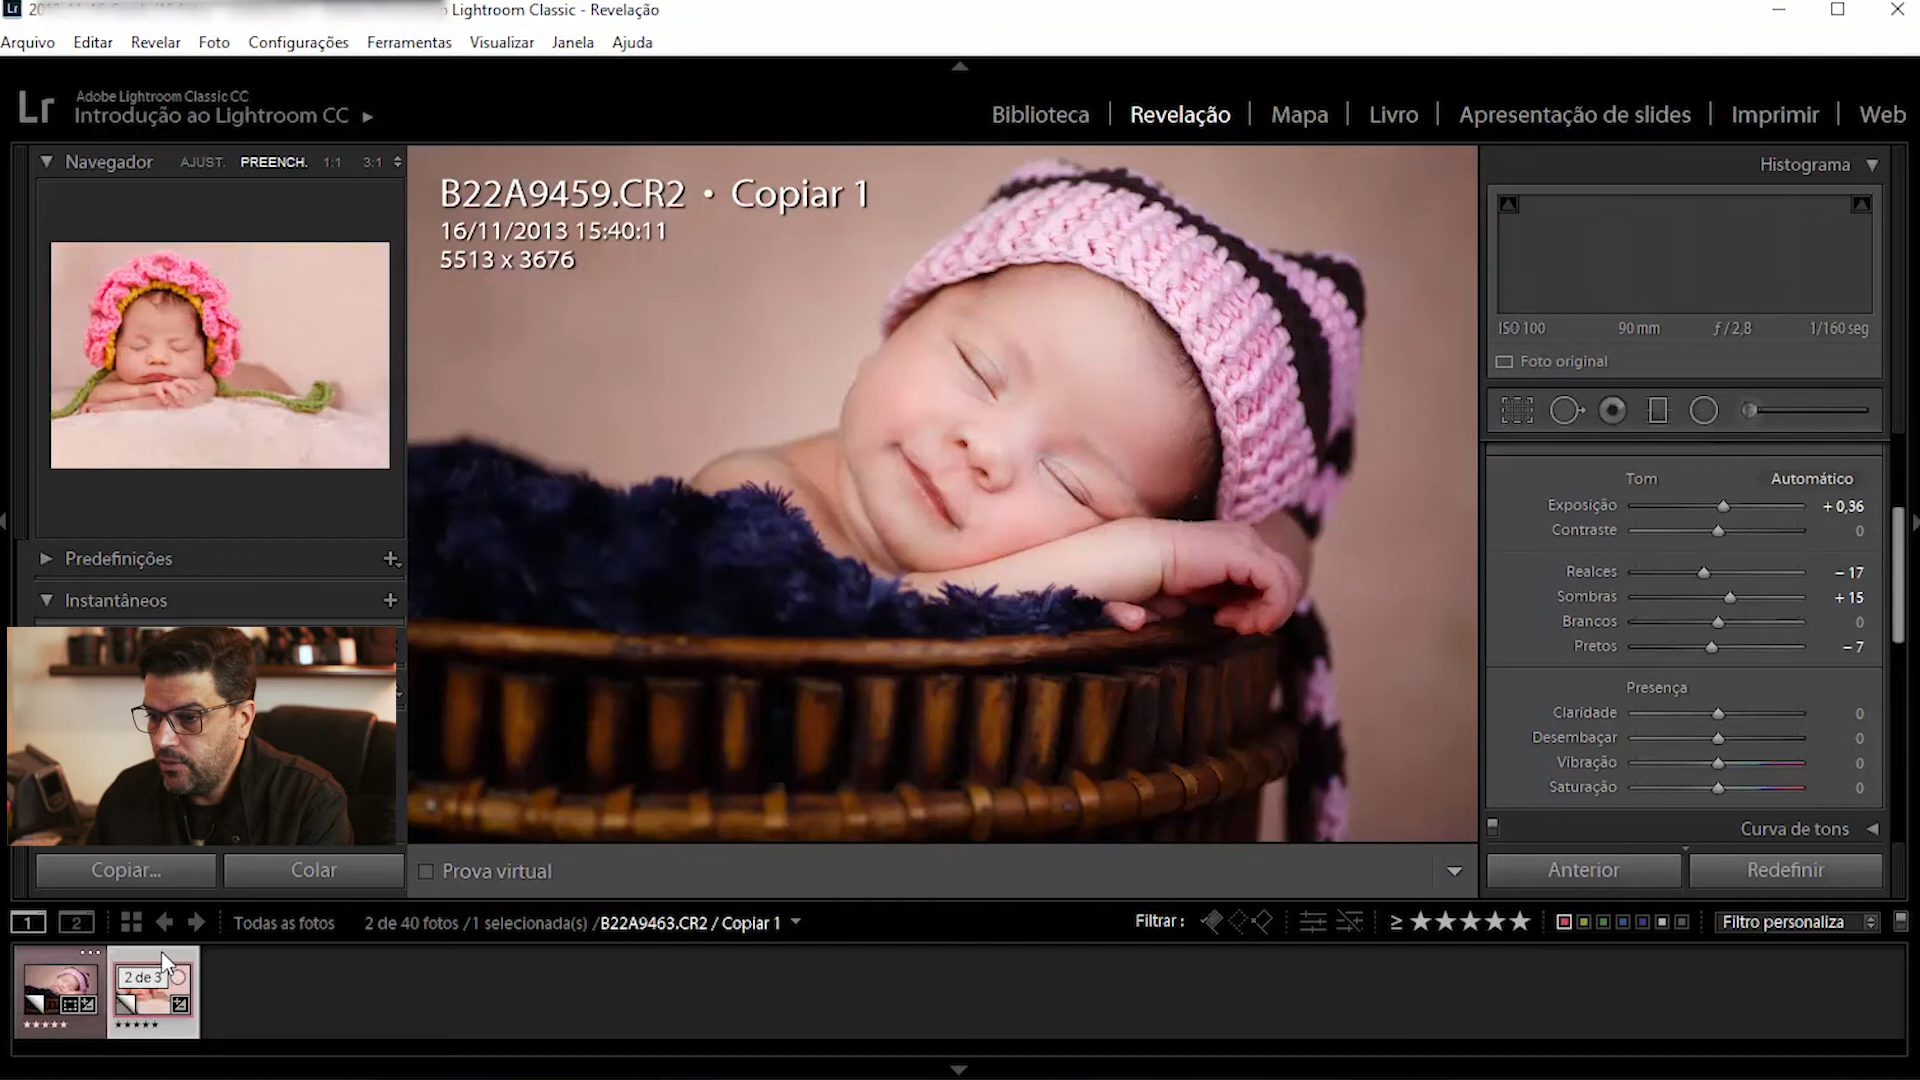 Lr
Lightroom Classic - Revelação
Arquivo Editar Revelar Foto Configurações Ferramentas Visualizar Janela Ajuda
Lr
Adobe Lightroom Classic CC
Introdução ao Lightroom CC
Biblioteca | Revelação | Mapa | Livro | Apresentação de slides | Imprimir | Web
Navegador AJUST. PREENCH. 1:1 3:1
Predefinições
Instantâneos
Copiar... Colar
B22A9459.CR2 • Copiar 1
16/11/2013 15:40:11
5513 x 3676
Prova virtual
Histograma
ISO 100 90 mm ƒ / 2,8 1/160 seg
Foto original
Tom Automático
Exposição + 0,36
Contraste 0
Realces – 17
Sombras + 15
Brancos 0
Pretos – 7
Presença
Claridade 0
Desembaçar 0
Vibração 0
Saturação 0
Curva de tons
Anterior Redefinir
1 2 Todas as fotos 2 de 40 fotos /1 selecionada(s) /B22A9463.CR2 / Copiar 1 Filtrar : ≥ ★★★★★ Filtro personaliza
2 de 3
★★★★★ ★★★★★